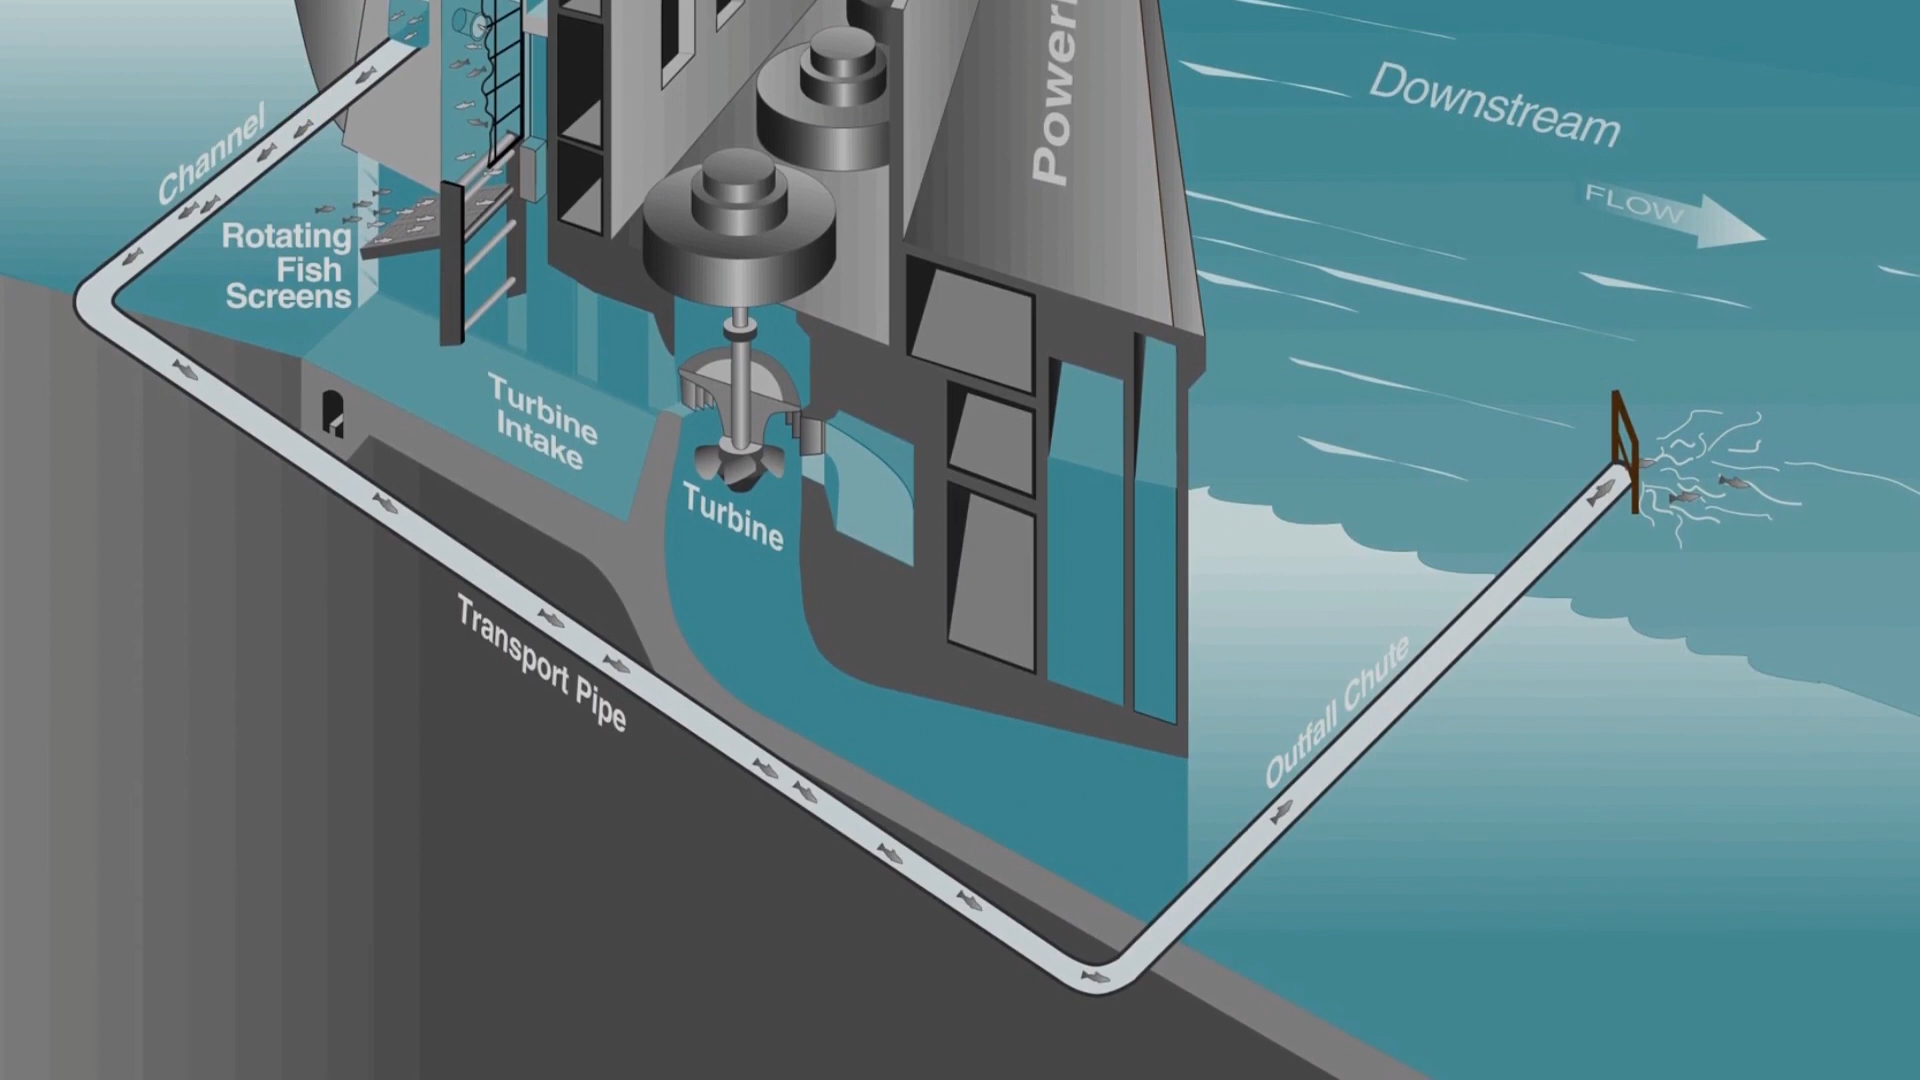 Downstream
FLOW
Channel
Rotating
Fish
Screens
Turbine
Intake
Turbine
Transport Pipe
Outfall Chute